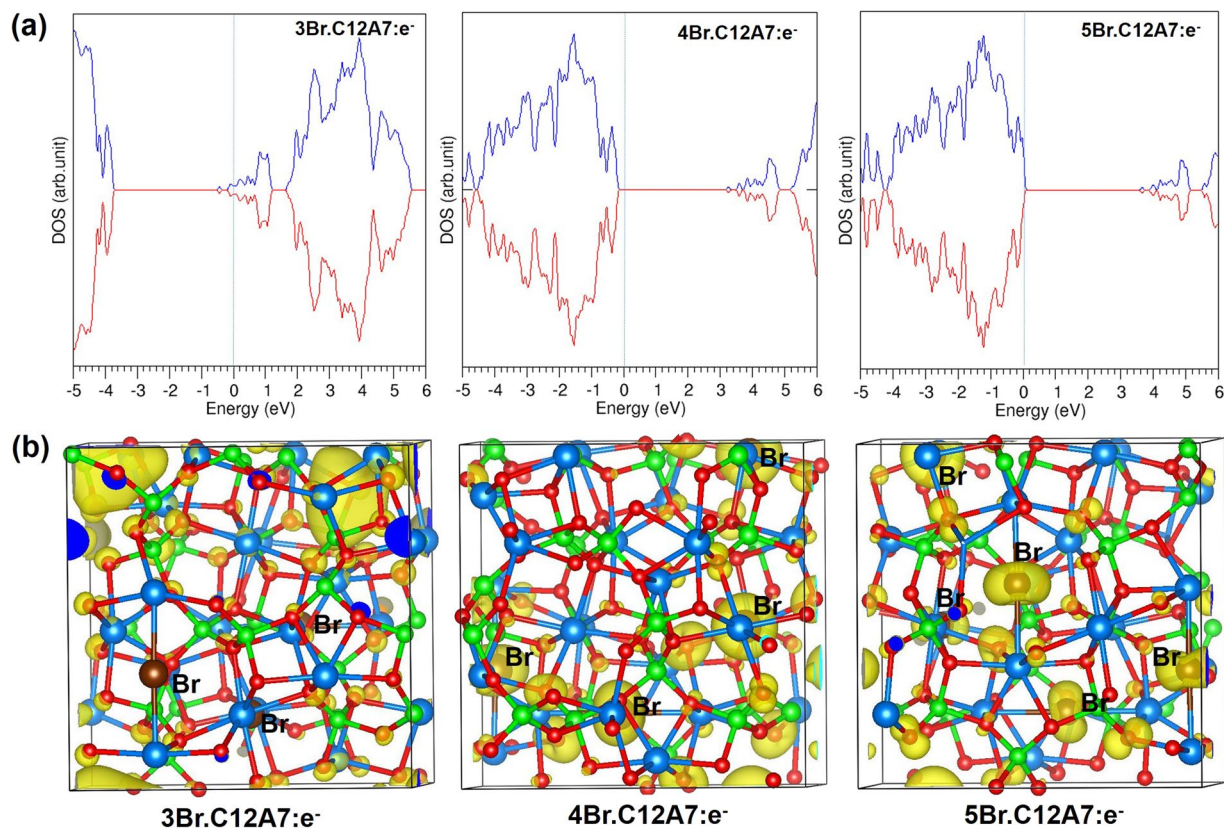 (a)
3Br.C12A7:e-
DOS (arb.unit)
-5 -4 -3 -2 -1 0 1 2 3 4 5 6
Energy (eV)
4Br.C12A7:e-
DOS (arb.unit)
-5 -4 -3 -2 -1 0 1 2 3 4 5 6
Energy (eV)
5Br.C12A7:e-
DOS (arb.unit)
-5 -4 -3 -2 -1 0 1 2 3 4 5 6
Energy (eV)
(b)
Br
Br
Br
3Br.C12A7:e-
Br
Br
Br
Br
4Br.C12A7:e-
Br
Br
Br
Br
Br
5Br.C12A7:e-